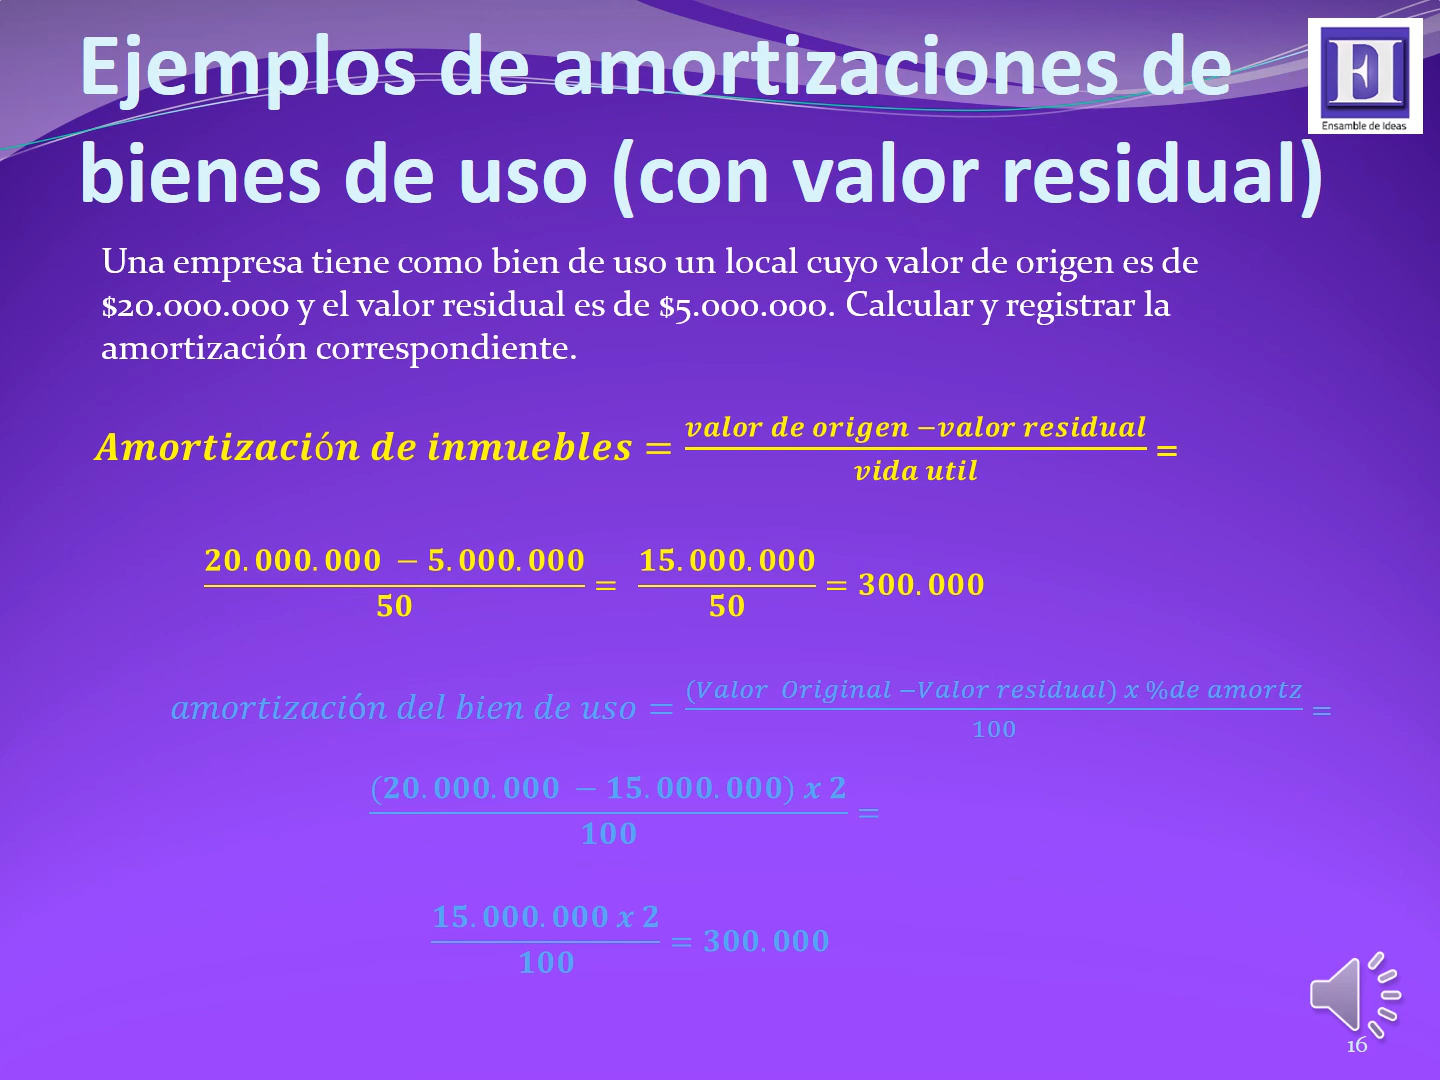 Ejemplos de amortizaciones de
bienes de uso (con valor residual)
EI
Ensamble de Ideas
Una empresa tiene como bien de uso un local cuyo valor de origen es de
$20.000.000 y el valor residual es de $5.000.000. Calcular y registrar la
amortización correspondiente.
Amortización de inmuebles = valor de origen −valor residual / vida util =
20.000.000 − 5.000.000 / 50 = 15.000.000 / 50 = 300.000
amortización del bien de uso = (Valor Original −Valor residual) x %de amortz / 100 =
(20.000.000 − 15.000.000) x 2 / 100 =
15.000.000 x 2 / 100 = 300.000
16